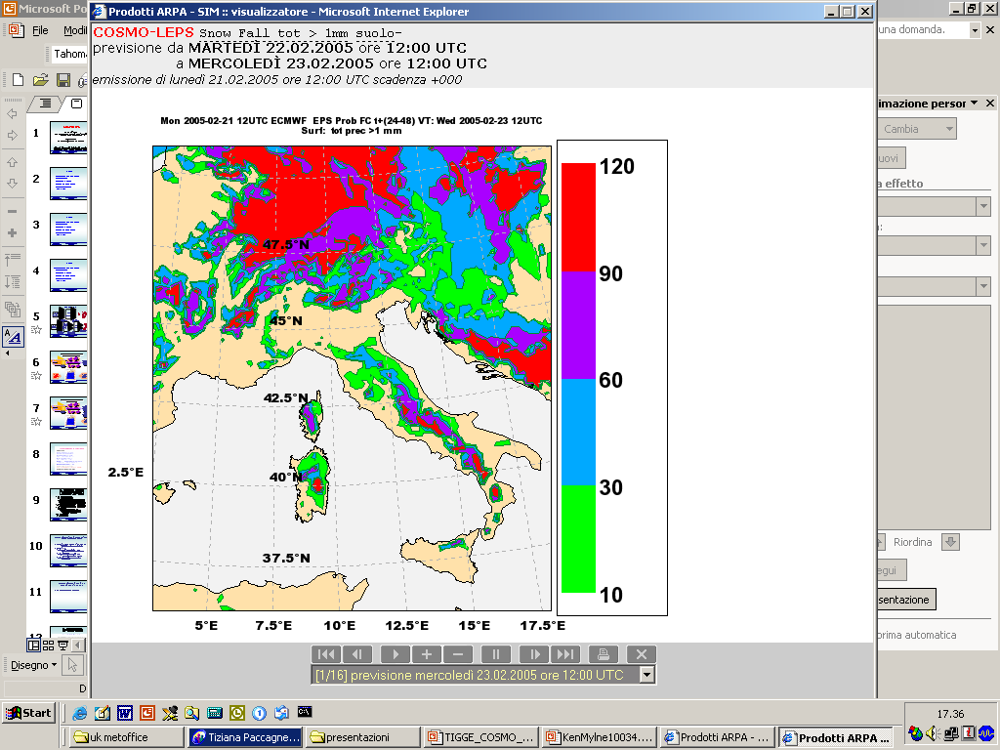 Microsoft Po
Prodotti ARPA - SIM :: visualizzatore - Microsoft Internet Explorer
File Modi
una domanda.
Tahom
COSMO-LEPS Snow Fall tot > 1mm suolo-
previsione da MARTEDÌ 22.02.2005 ore 12:00 UTC
a MERCOLEDÌ 23.02.2005 ore 12:00 UTC
emissione di lunedì 21.02.2005 ore 12:00 UTC scadenza +000
imazione persor
Cambia
uovi
a effetto
Mon 2005-02-21 12UTC ECMWF EPS Prob FC t+(24-48) VT: Wed 2005-02-23 12UTC
Surf: tot prec >1 mm
120
90
60
30
10
47.5°N
45°N
42.5°N
40°N
37.5°N
2.5°E
5°E 7.5°E 10°E 12.5°E 15°E 17.5°E
1
2
3
4
5
6
7
8
9
10
11
12
Riordina
egui
sentazione
prima automatica
[1/16] previsione mercoledì 23.02.2005 ore 12:00 UTC
Disegno
D
Start
17.36
uk metoffice
Tiziana Paccagne...
presentazioni
TIGGE_COSMO_...
KenMylne10034....
Prodotti ARPA - ...
Prodotti ARPA ...